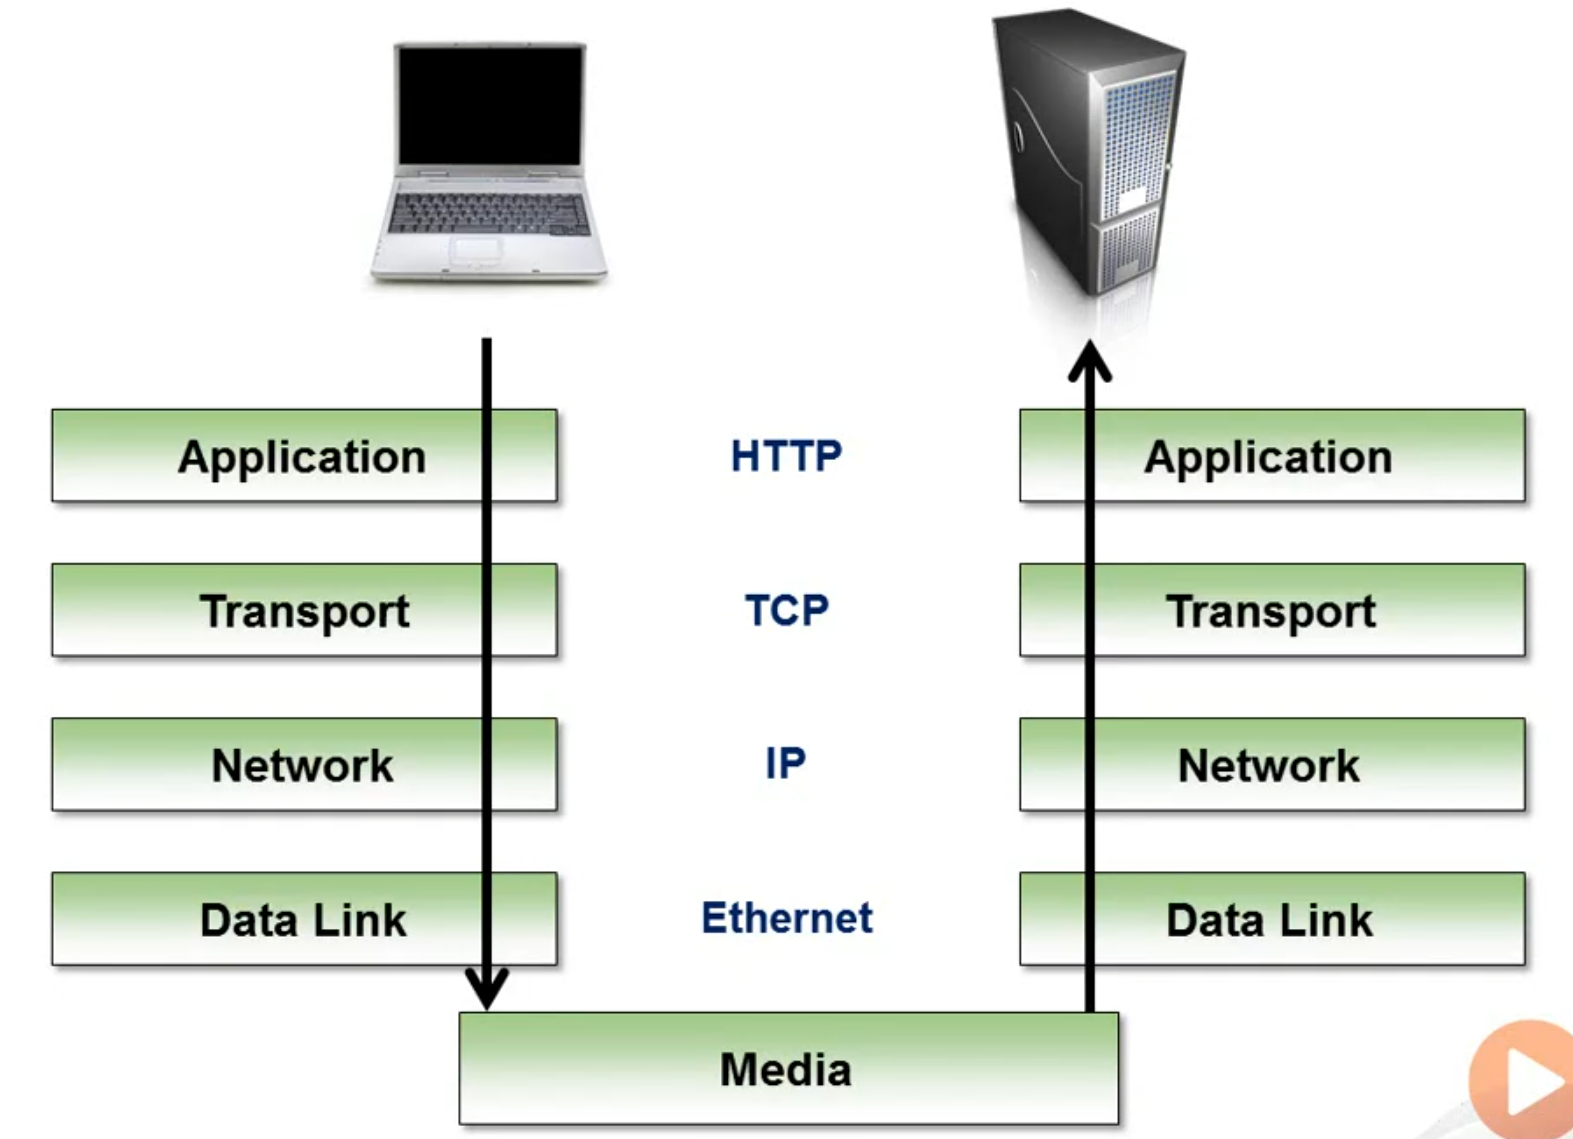 Application HTTP Application
Transport TCP Transport
Network IP Network
Data Link Ethernet Data Link
Media